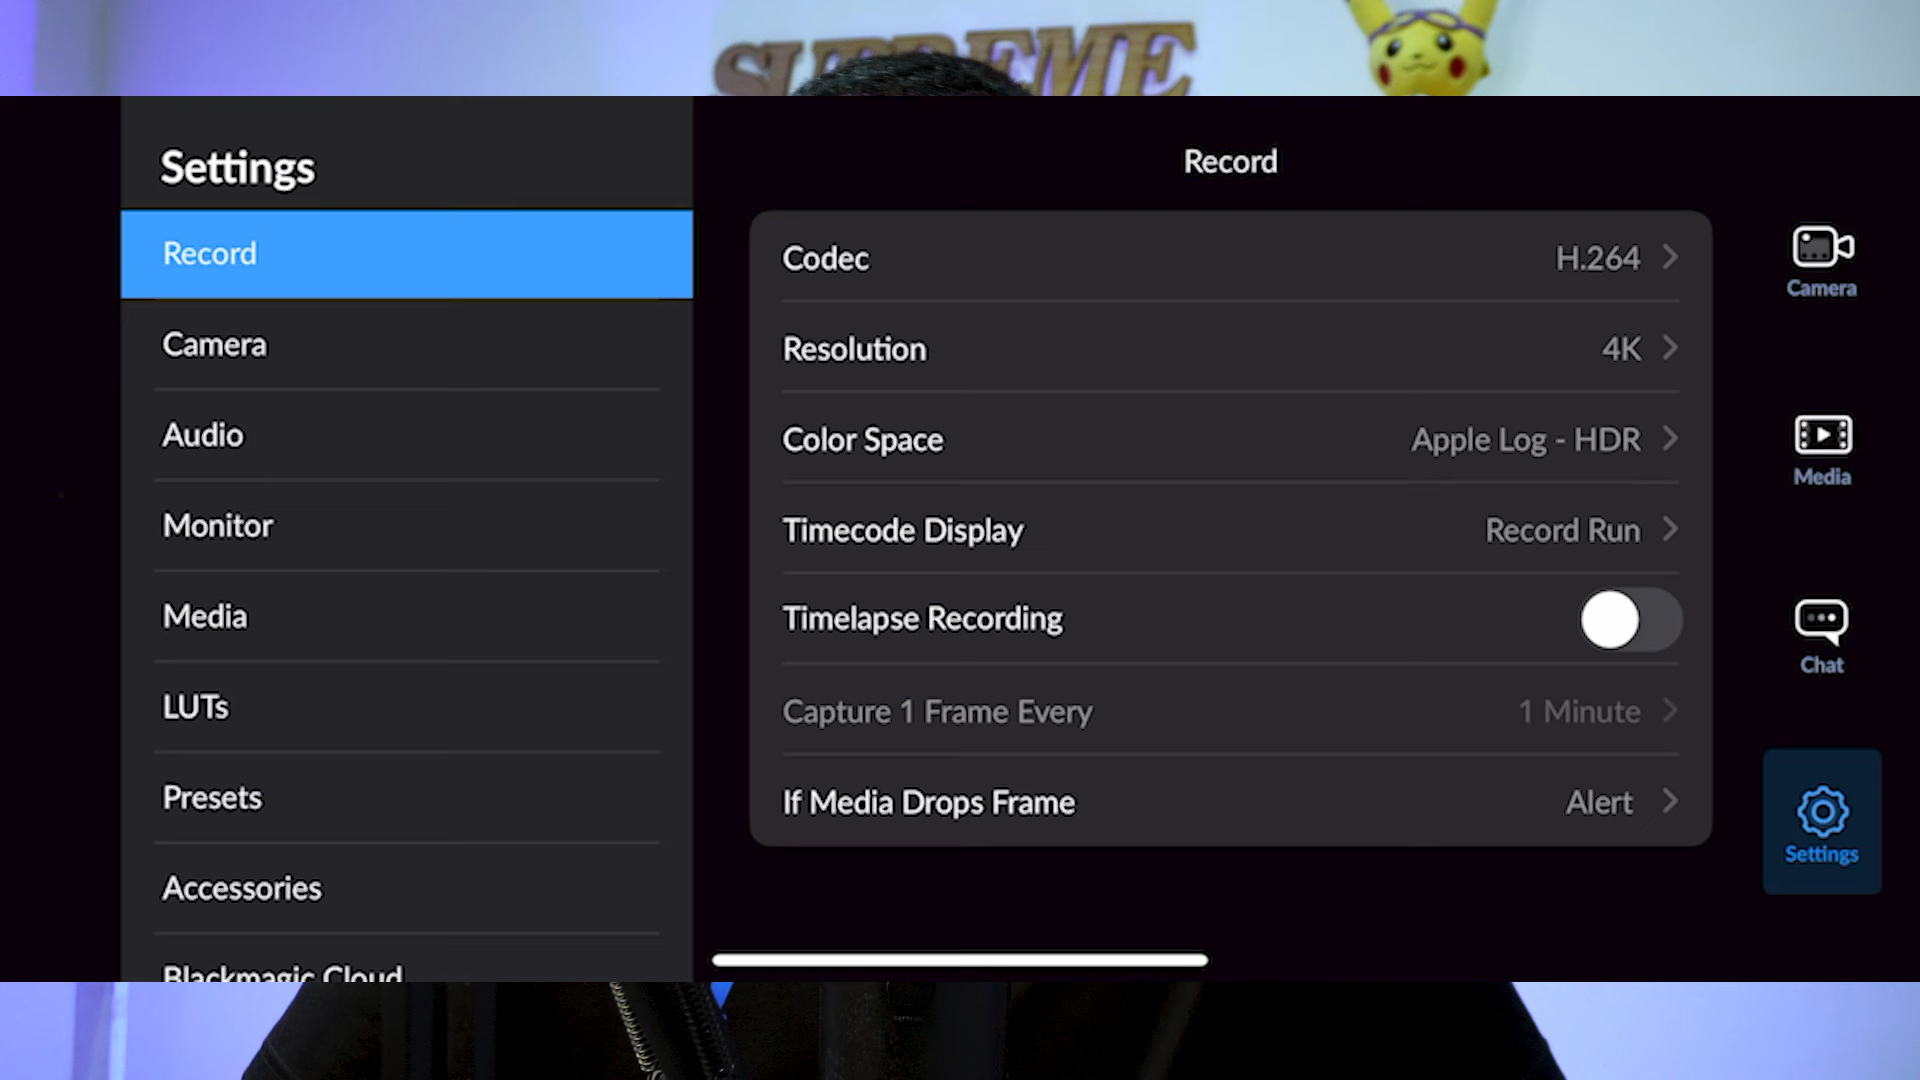 SUPREME
Settings
Record
Camera
Audio
Monitor
Media
LUTs
Presets
Accessories
Blackmagic Cloud
Record
Codec H.264
Resolution 4K
Color Space Apple Log - HDR
Timecode Display Record Run
Timelapse Recording
Capture 1 Frame Every 1 Minute
If Media Drops Frame Alert
Camera
Media
Chat
Settings